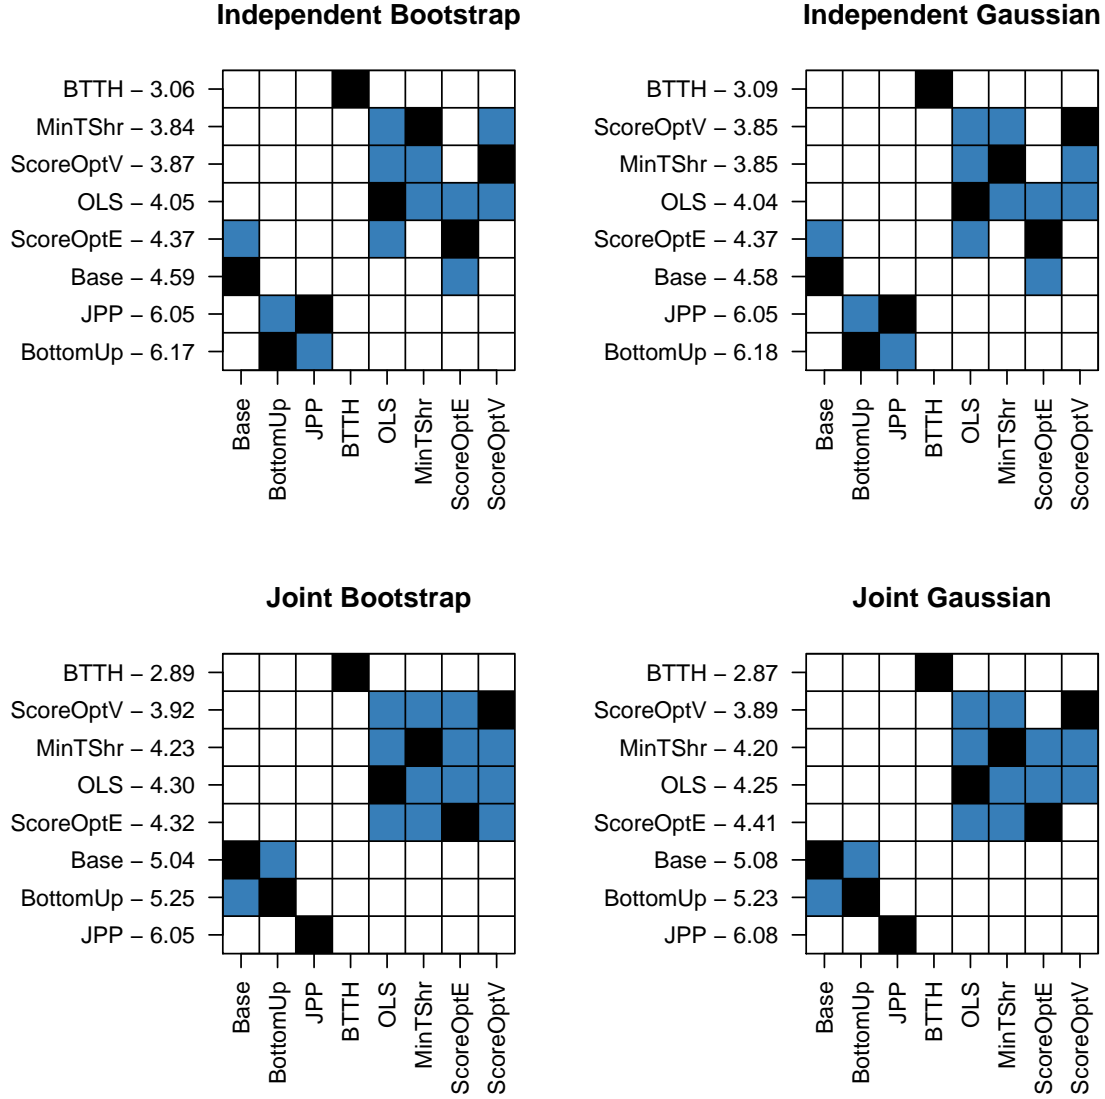 Independent Bootstrap
BTTH − 3.06
MinTShr − 3.84
ScoreOptV − 3.87
OLS − 4.05
ScoreOptE − 4.37
Base − 4.59
JPP − 6.05
BottomUp − 6.17
Base
BottomUp
JPP
BTTH
OLS
MinTShr
ScoreOptE
ScoreOptV
Independent Gaussian
BTTH − 3.09
ScoreOptV − 3.85
MinTShr − 3.85
OLS − 4.04
ScoreOptE − 4.37
Base − 4.58
JPP − 6.05
BottomUp − 6.18
Base
BottomUp
JPP
BTTH
OLS
MinTShr
ScoreOptE
ScoreOptV
Joint Bootstrap
BTTH − 2.89
ScoreOptV − 3.92
MinTShr − 4.23
OLS − 4.30
ScoreOptE − 4.32
Base − 5.04
BottomUp − 5.25
JPP − 6.05
Base
BottomUp
JPP
BTTH
OLS
MinTShr
ScoreOptE
ScoreOptV
Joint Gaussian
BTTH − 2.87
ScoreOptV − 3.89
MinTShr − 4.20
OLS − 4.25
ScoreOptE − 4.41
Base − 5.08
BottomUp − 5.23
JPP − 6.08
Base
BottomUp
JPP
BTTH
OLS
MinTShr
ScoreOptE
ScoreOptV